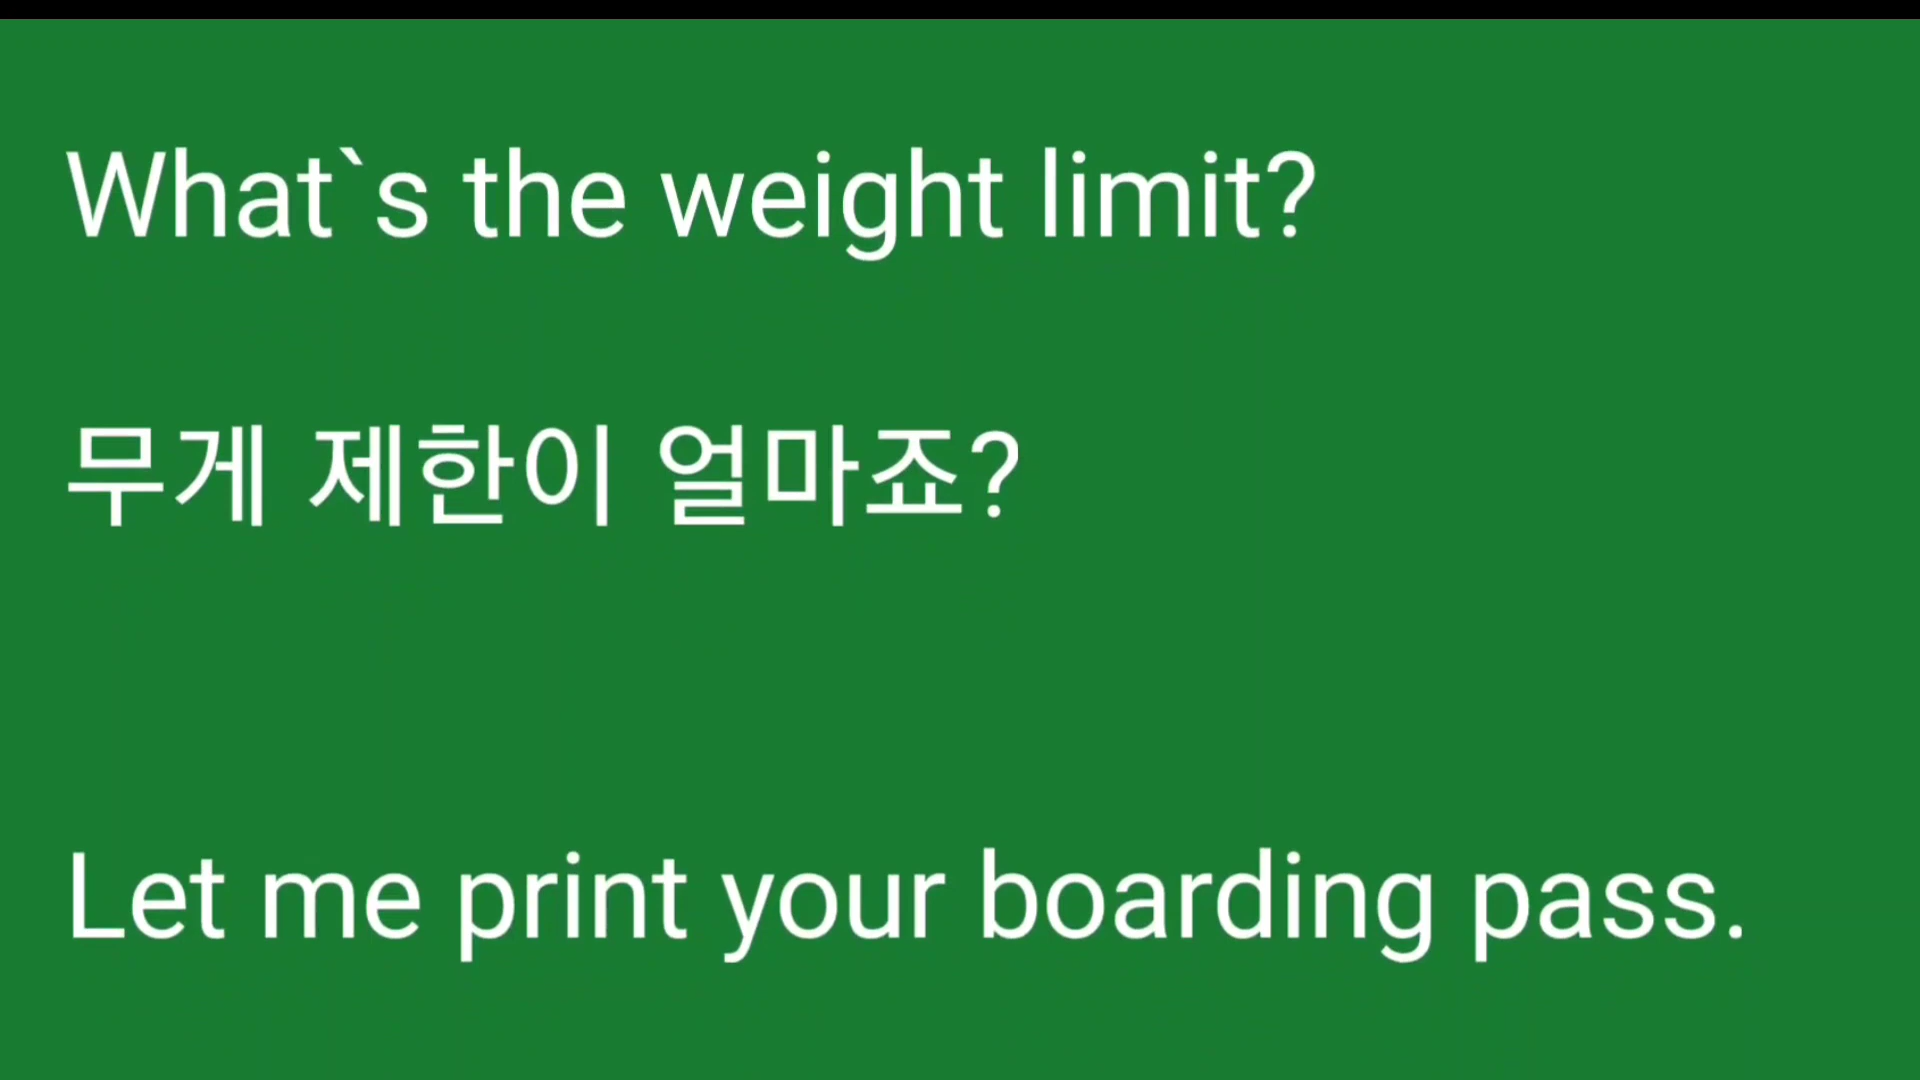 What`s the weight limit?
무게 제한이 얼마죠?
Let me print your boarding pass.